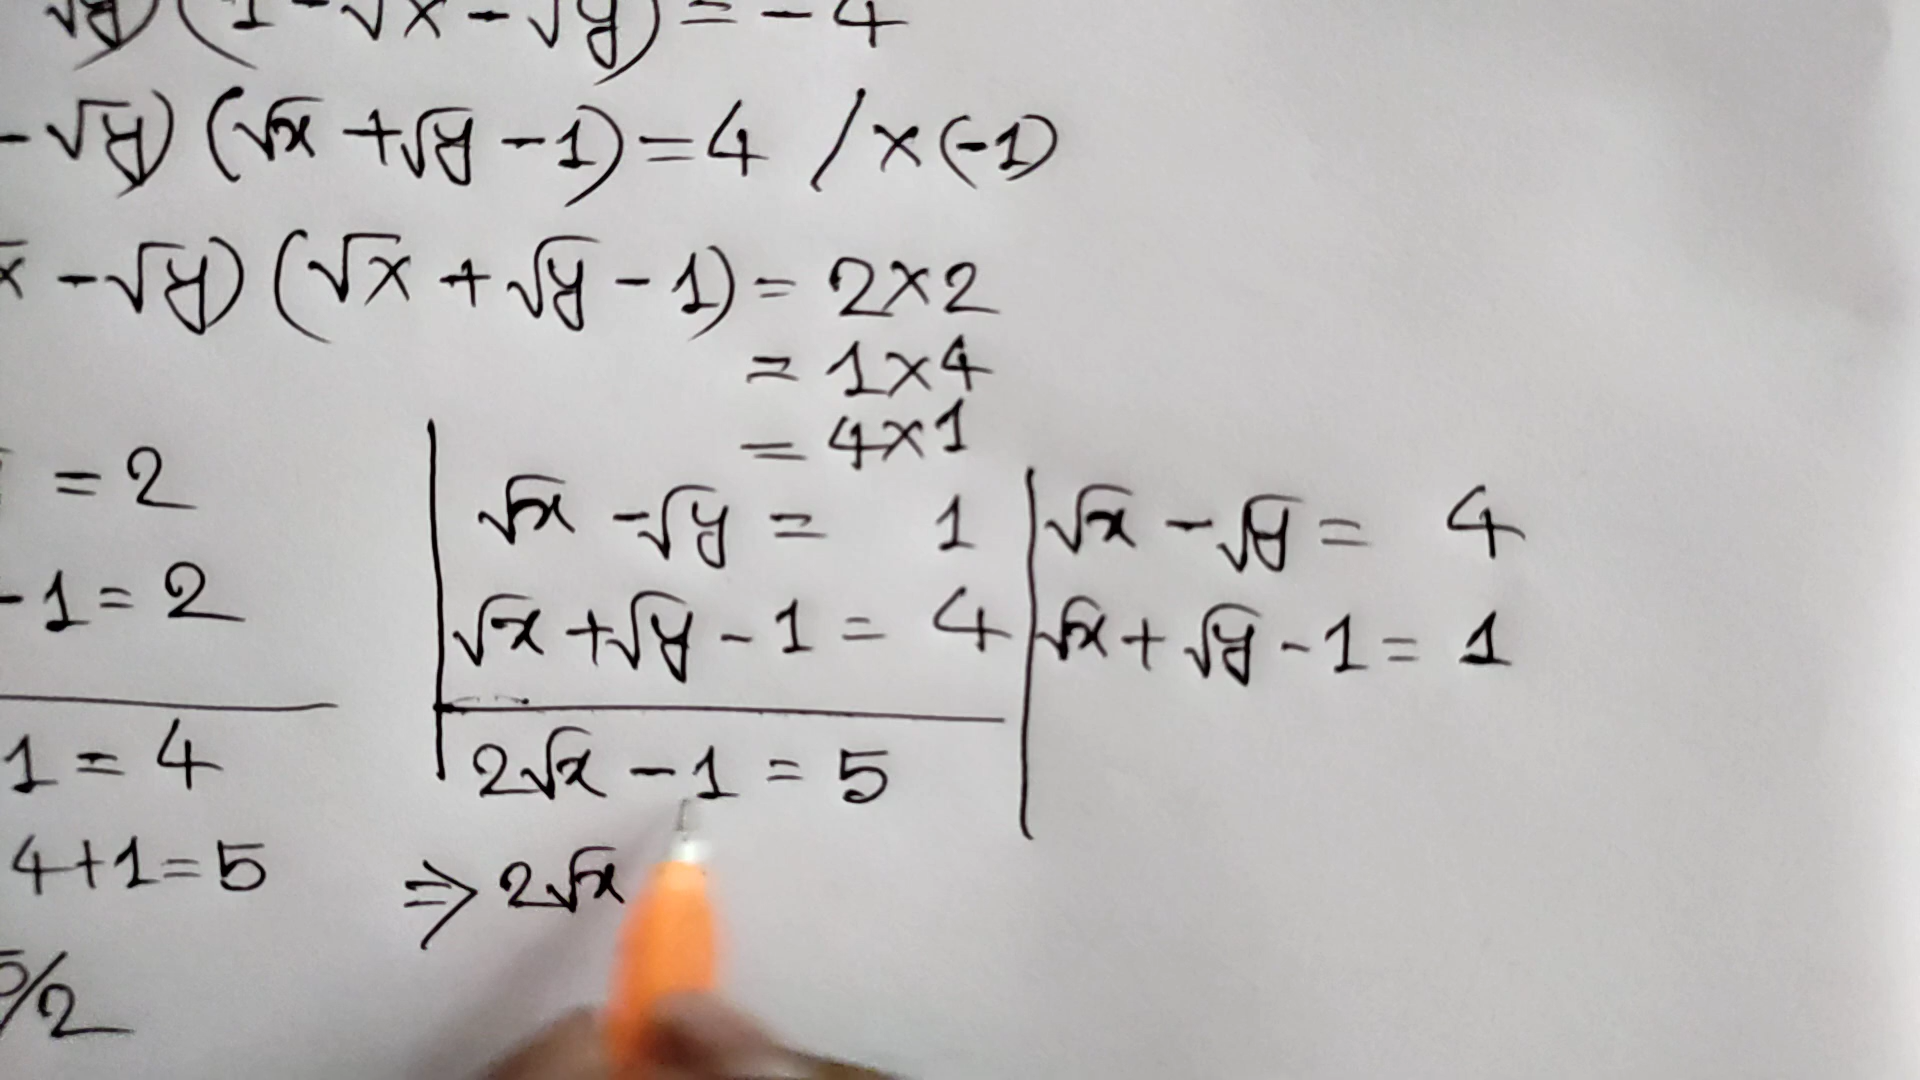 √y)(1-√x-√y)=-4
-√y)(√x+√y-1)=4 /×(-1)
x-√y)(√x+√y-1)=2×2
=1×4
=4×1
=2
-1=2
1=4
4+1=5
5/2
√x-√y=1
√x+√y-1=4
2√x-1=5
⇒2√x
√x-√y=4
√x+√y-1=1